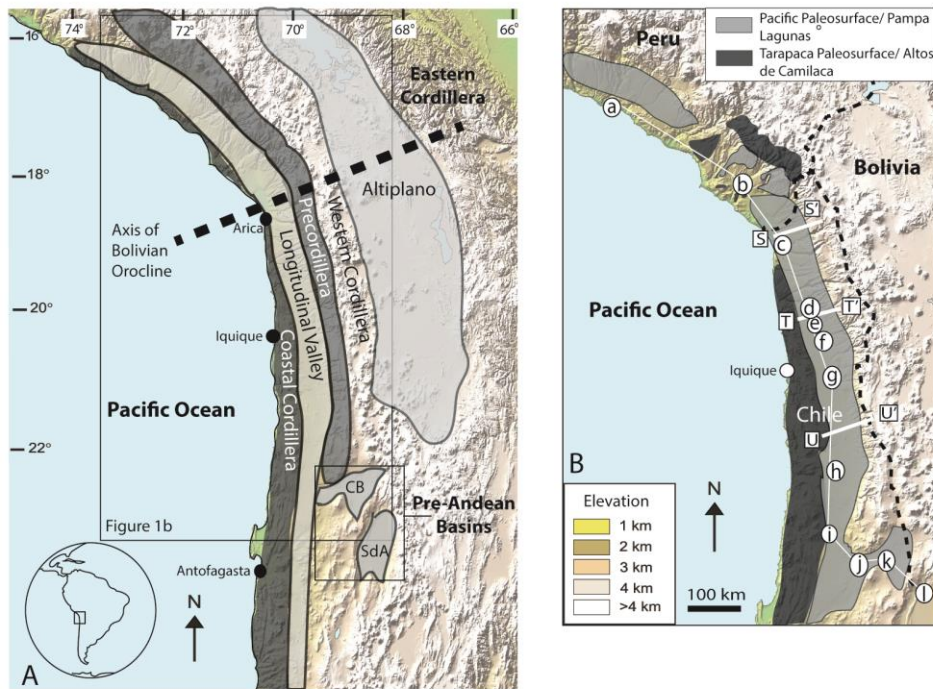 74°
72°
70°
68°
66°
16°
18°
20°
22°
Eastern
Cordillera
Altiplano
Western Cordillera
Precordillera
Longitudinal Valley
Coastal Cordillera
Axis of
Bolivian
Orocline
Arica
Iquique
Pacific Ocean
CB
Pre-Andean
Basins
SdA
Figure 1b
Antofagasta
N
A
Pacific Paleosurface/ Pampa
Lagunas
Tarapaca Paleosurface/ Altos
de Camilaca
Peru
Bolivia
a
b
S
S'
c
d
T
T'
e
f
Pacific Ocean
Iquique
g
Chile
U
U'
h
B
i
j
k
l
Elevation
1 km
2 km
3 km
4 km
>4 km
N
100 km